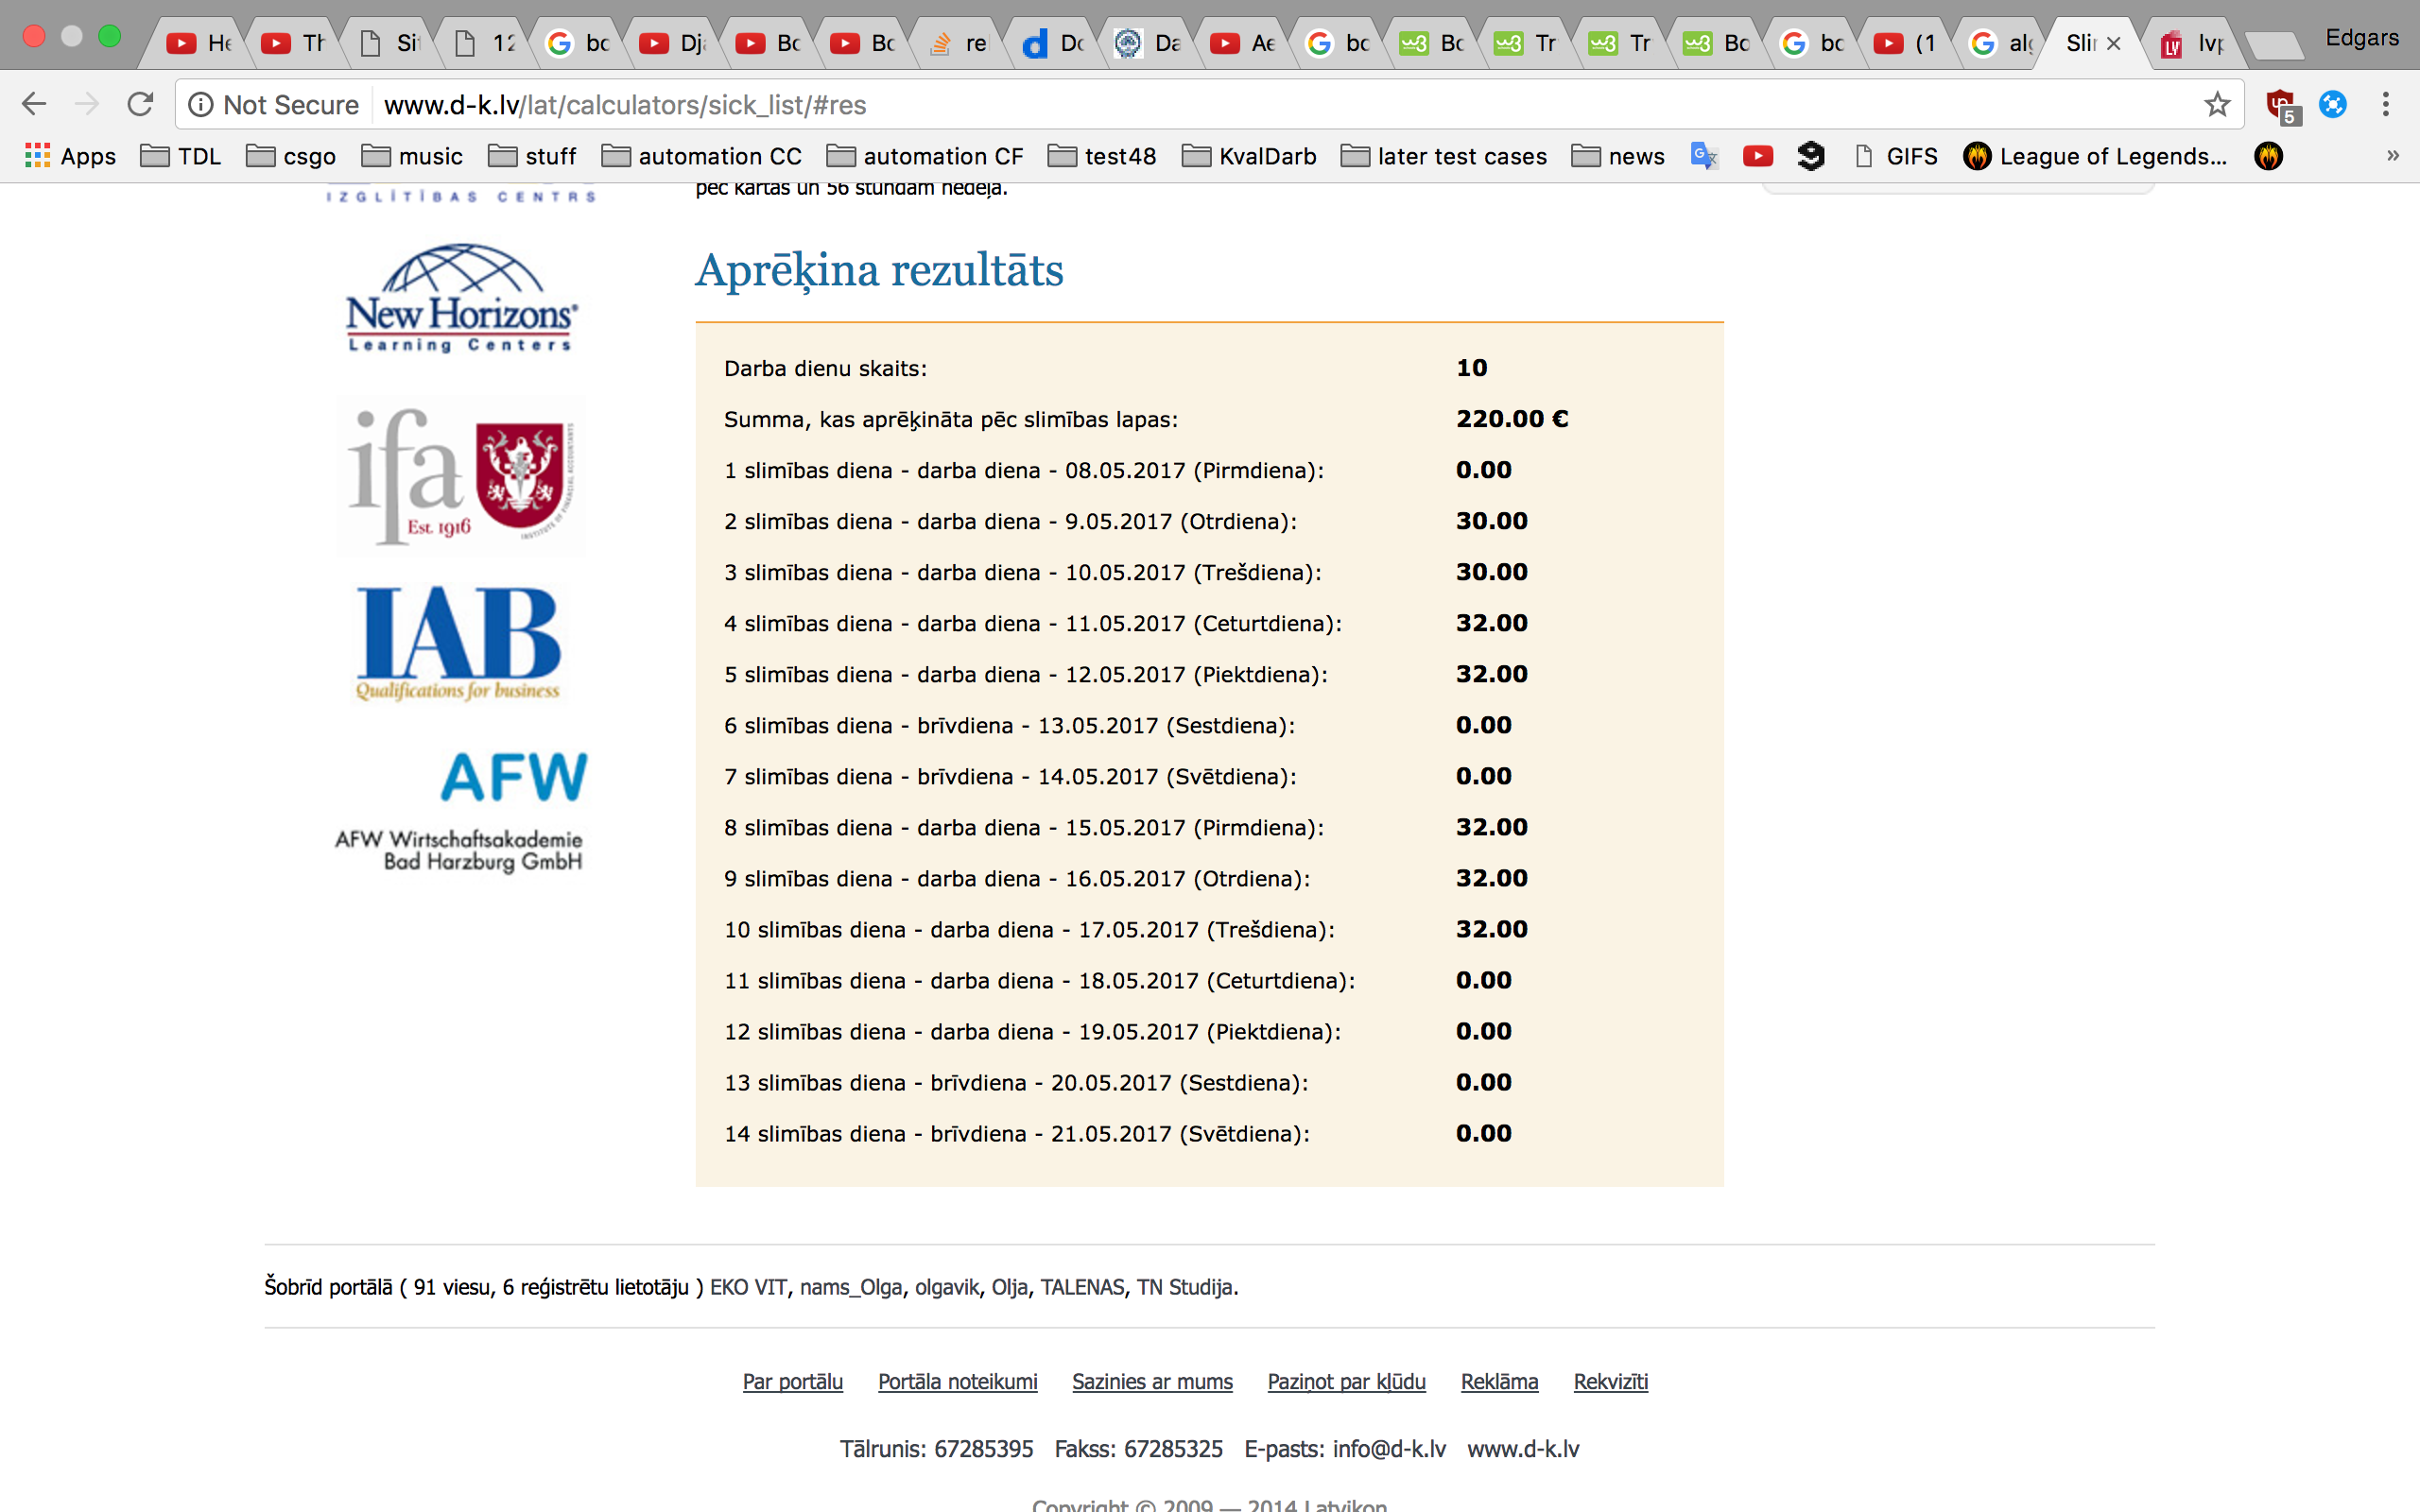 He Th Si 12 bc Dj Bc Bc re Dc Da Ae bc Bc Tr Tr Bo bc (1 alg Slir lvp Edgars
Not Secure www.d-k.lv/lat/calculators/sick_list/#res 5
Apps TDL csgo music stuff automation CC automation CF test48 KvalDarb later test cases news GIFS League of Legends... »
IZGLĪTĪBAS CENTRS
pēc kārtas un 56 stundām nedēļā.
New Horizons®
Learning Centers
ifa
Est. 1916
INSTITUTE OF FINANCIAL ACCOUNTANTS
IAB
Qualifications for business
AFW
AFW Wirtschaftsakademie
Bad Harzburg GmbH
Aprēķina rezultāts
Darba dienu skaits: 10
Summa, kas aprēķināta pēc slimības lapas: 220.00 €
1 slimības diena - darba diena - 08.05.2017 (Pirmdiena): 0.00
2 slimības diena - darba diena - 9.05.2017 (Otrdiena): 30.00
3 slimības diena - darba diena - 10.05.2017 (Trešdiena): 30.00
4 slimības diena - darba diena - 11.05.2017 (Ceturtdiena): 32.00
5 slimības diena - darba diena - 12.05.2017 (Piektdiena): 32.00
6 slimības diena - brīvdiena - 13.05.2017 (Sestdiena): 0.00
7 slimības diena - brīvdiena - 14.05.2017 (Svētdiena): 0.00
8 slimības diena - darba diena - 15.05.2017 (Pirmdiena): 32.00
9 slimības diena - darba diena - 16.05.2017 (Otrdiena): 32.00
10 slimības diena - darba diena - 17.05.2017 (Trešdiena): 32.00
11 slimības diena - darba diena - 18.05.2017 (Ceturtdiena): 0.00
12 slimības diena - darba diena - 19.05.2017 (Piektdiena): 0.00
13 slimības diena - brīvdiena - 20.05.2017 (Sestdiena): 0.00
14 slimības diena - brīvdiena - 21.05.2017 (Svētdiena): 0.00
Šobrīd portālā ( 91 viesu, 6 reģistrētu lietotāju ) EKO VIT, nams_Olga, olgavik, Olja, TALENAS, TN Studija.
Par portālu Portāla noteikumi Sazinies ar mums Paziņot par kļūdu Reklāma Rekvizīti
Tālrunis: 67285395 Fakss: 67285325 E-pasts: info@d-k.lv www.d-k.lv
Copyright © 2009 — 2014 Latvikon